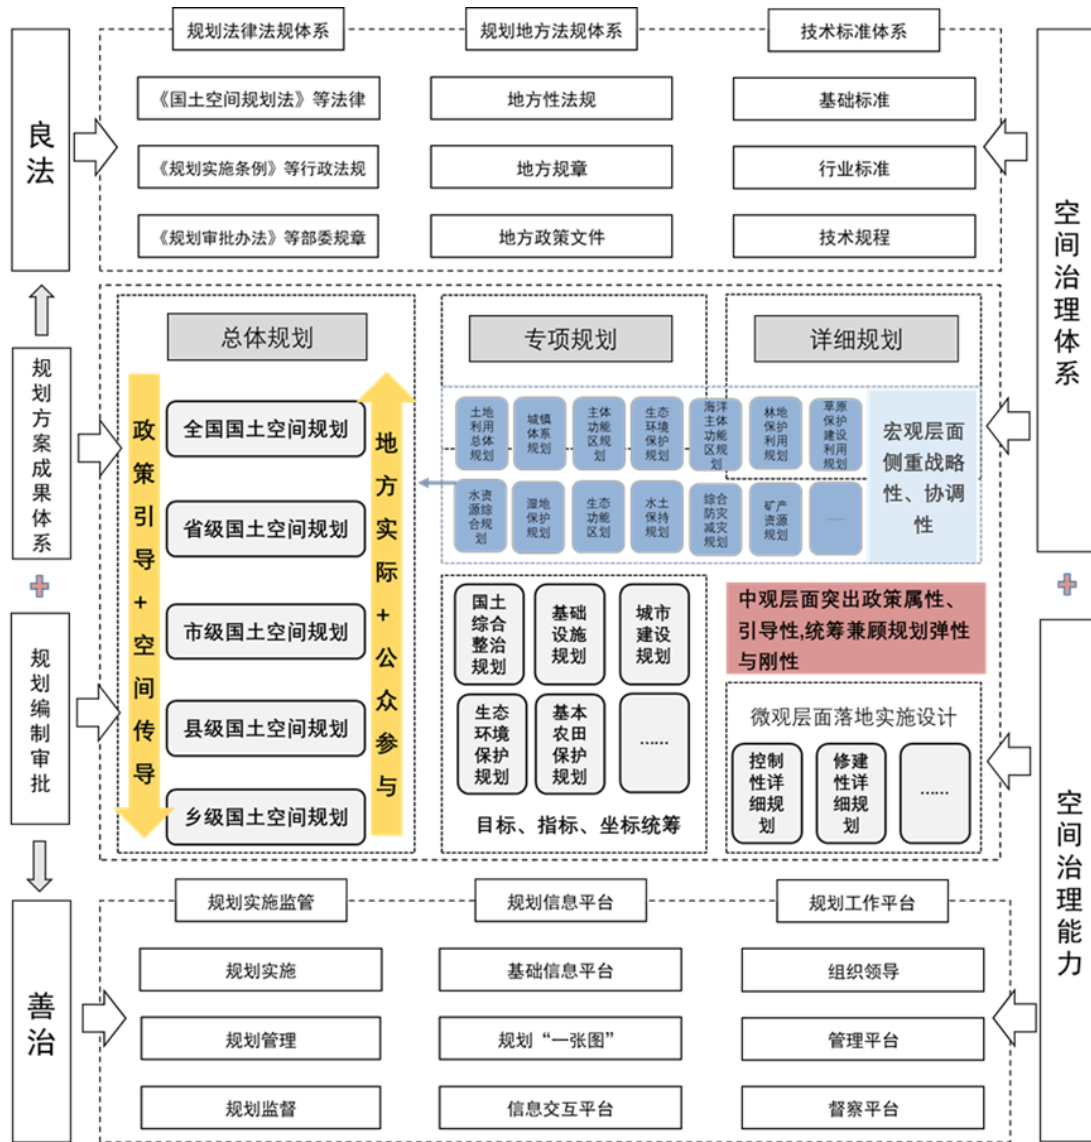 规划法律法规体系
规划地方法规体系
技术标准体系
良法
《国土空间规划法》等法律
地方性法规
基础标准
《规划实施条例》等行政法规
地方规章
行业标准
《规划审批办法》等部委规章
地方政策文件
技术规程
空间治理体系
规划方案成果体系
总体规划
专项规划
详细规划
政策引导+空间传导
全国国土空间规划
省级国土空间规划
市级国土空间规划
县级国土空间规划
乡级国土空间规划
地方实际+公众参与
土地
利用
总体
规划
城镇
体系
规划
主体
功能
区规划
生态
环境
保护规划
海洋
主体
功能
区规划
林地
保护
利用
规划
草原
保护
建设
利用
规划
水资
源综
合规
划
湿地
保护
规划
生态
功能
区划
水土
保持
规划
综合
防灾
减灾
规划
矿产
资源
规划
……
宏观层面
侧重战略
性、协调
性
国土
综合
整治
规划
基础
设施
规划
城市
建设
规划
生态
环境
保护
规划
基本
农田
保护
规划
……
目标、指标、坐标统筹
中观层面突出政策属性、
引导性,统筹兼顾规划弹性
与刚性
微观层面落地实施设计
控制
性详
细规
划
修建
性详
细规
划
……
规划编制审批
空间治理能力
善治
规划实施监管
规划信息平台
规划工作平台
规划实施
基础信息平台
组织领导
规划管理
规划“一张图”
管理平台
规划监督
信息交互平台
督察平台